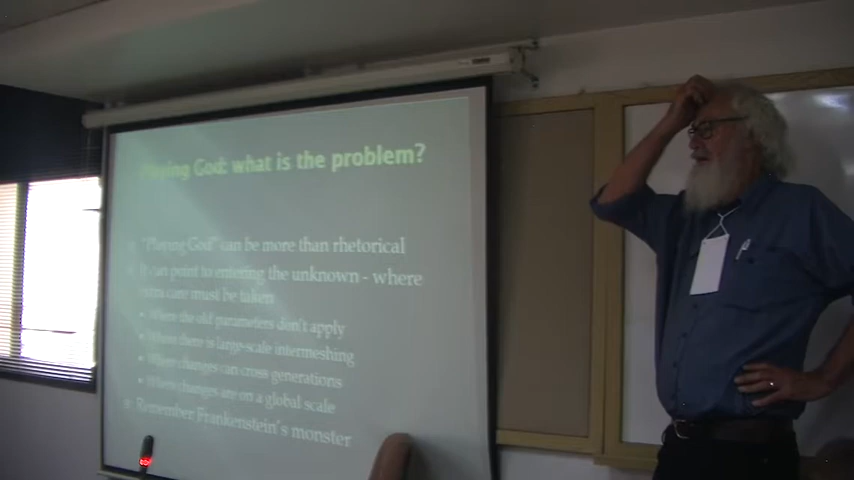 Playing God: what is the problem?
"Playing God" can be more than rhetorical
It can point to entering the unknown - where
extra care must be taken
Where the old parameters don't apply
Where there is large-scale intermeshing
Where changes can cross generations
Where changes are on a global scale
Remember Frankenstein's monster